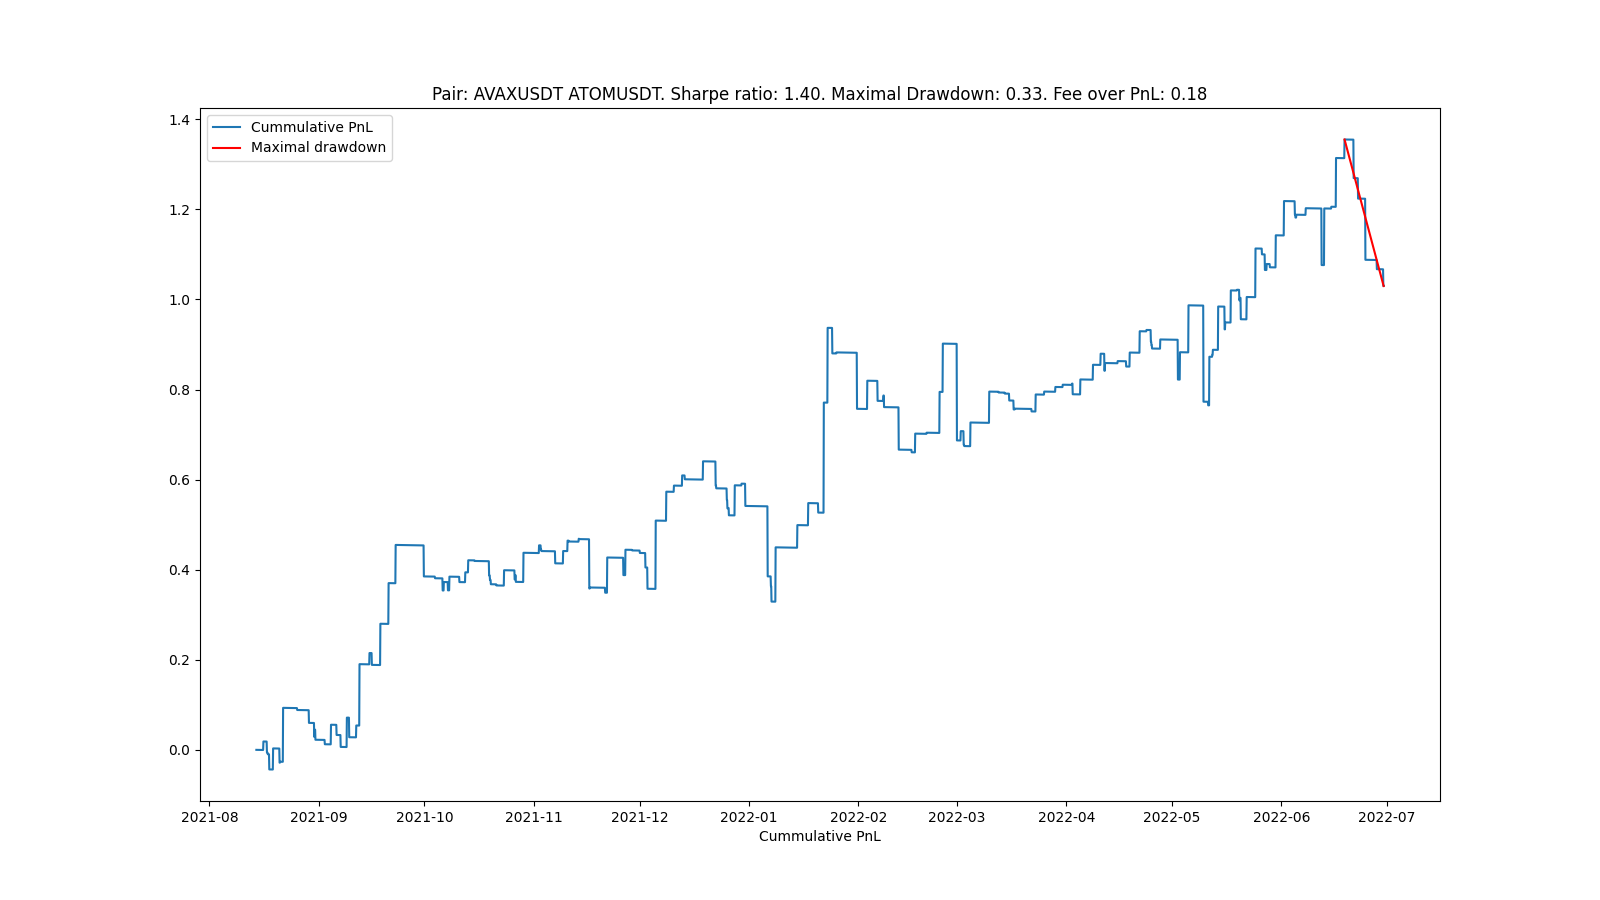 Pair: AVAXUSDT ATOMUSDT. Sharpe ratio: 1.40. Maximal Drawdown: 0.33. Fee over PnL: 0.18
Cummulative PnL
Maximal drawdown
1.4
1.2
1.0
0.8
0.6
0.4
0.2
0.0
2021-08 2021-09 2021-10 2021-11 2021-12 2022-01 2022-02 2022-03 2022-04 2022-05 2022-06 2022-07
Cummulative PnL